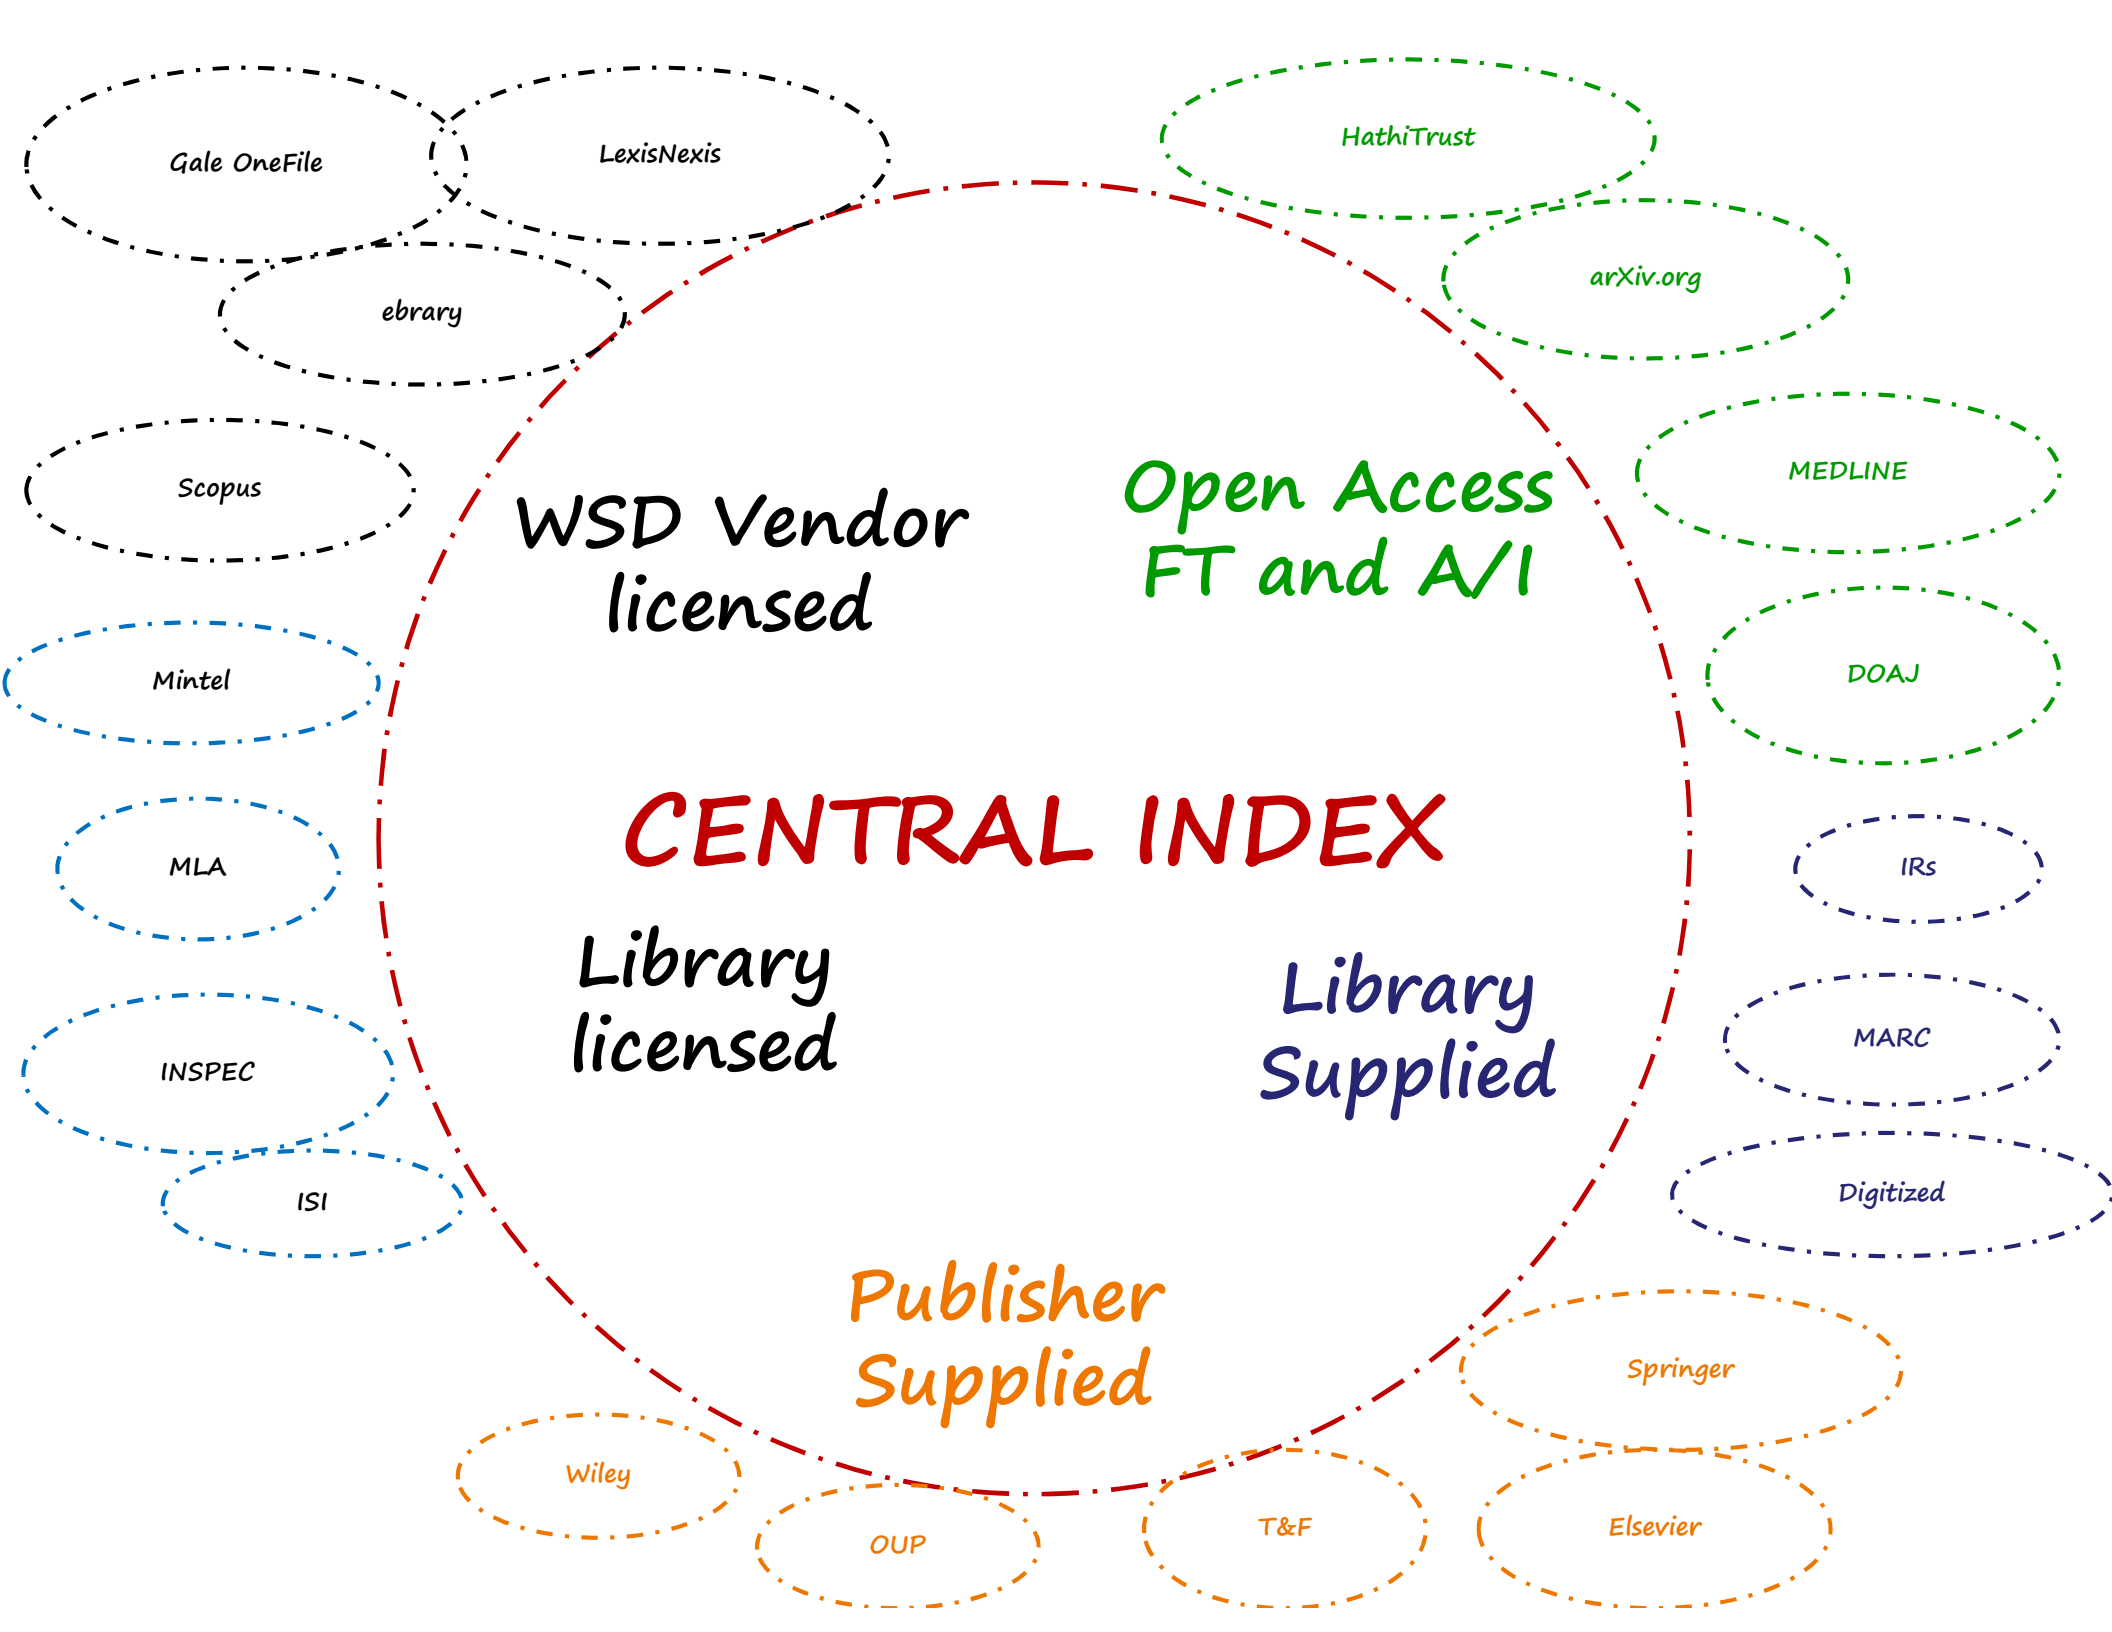 HathiTrust
LexisNexis
Gale OneFile
arXiv.org
ebrary
MEDLINE
Scopus
Open Access
FT and A/I
WSD Vendor
licensed
DOAJ
Mintel
CENTRAL INDEX
MLA
IRs
Library
licensed
Library
Supplied
MARC
INSPEC
Digitized
ISI
Publisher
Supplied
Springer
Wiley
OUP
T&F
Elsevier